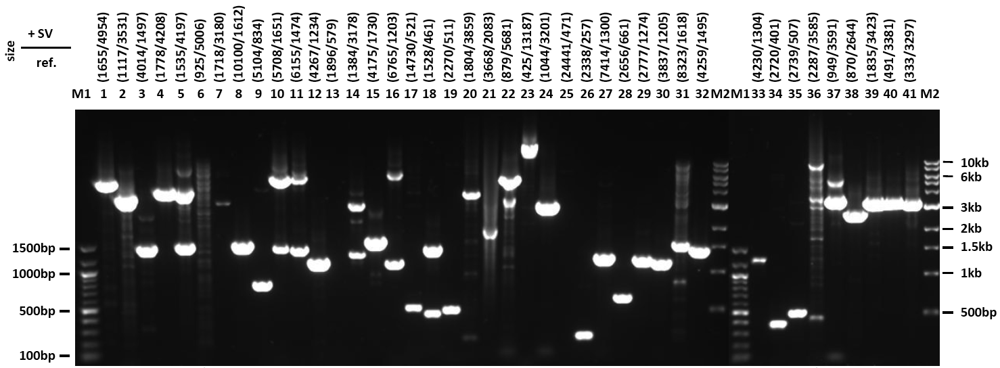 size
+ SV
ref.
(1655/4954) (1117/3531) (4014/1497) (1778/4208) (1535/4197) (925/5006) (1718/3180) (10100/1612) (5104/834) (5708/1651) (6155/1474) (4267/1234) (1896/579) (1384/3178) (4175/1730) (6765/1203) (14730/521) (1528/461) (2270/511) (1804/3859) (3668/2083) (879/5681) (425/13187) (1044/3201) (24441/471) (2338/257) (7414/1300) (2656/661) (2777/1274) (3837/1205) (8323/1618) (4259/1495) (4230/1304) (2720/401) (2739/507) (2287/3585) (949/3591) (870/2644) (1835/3423) (491/3381) (333/3297)
M1 1 2 3 4 5 6 7 8 9 10 11 12 13 14 15 16 17 18 19 20 21 22 23 24 25 26 27 28 29 30 31 32 M2 M1 33 34 35 36 37 38 39 40 41 M2
10kb
6kb
3kb
2kb
1500bp 1.5kb
1000bp 1kb
500bp 500bp
100bp